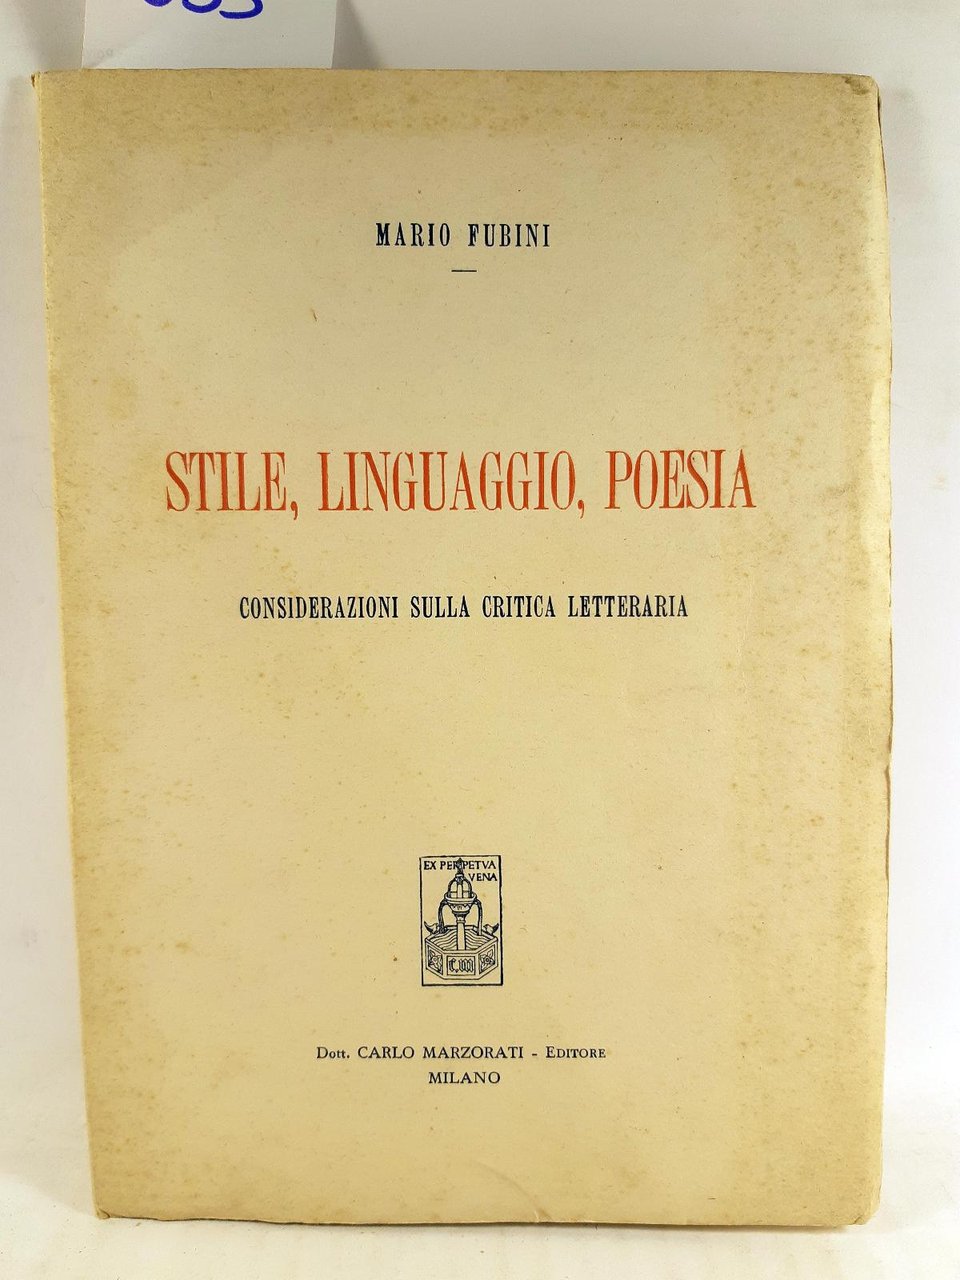 MARIO FUBINI
STILE, LINGUAGGIO, POESIA
CONSIDERAZIONI SULLA CRITICA LETTERARIA
EX PERPETVA
VENA
C.M
Dott. CARLO MARZORATI - EDITORE
MILANO